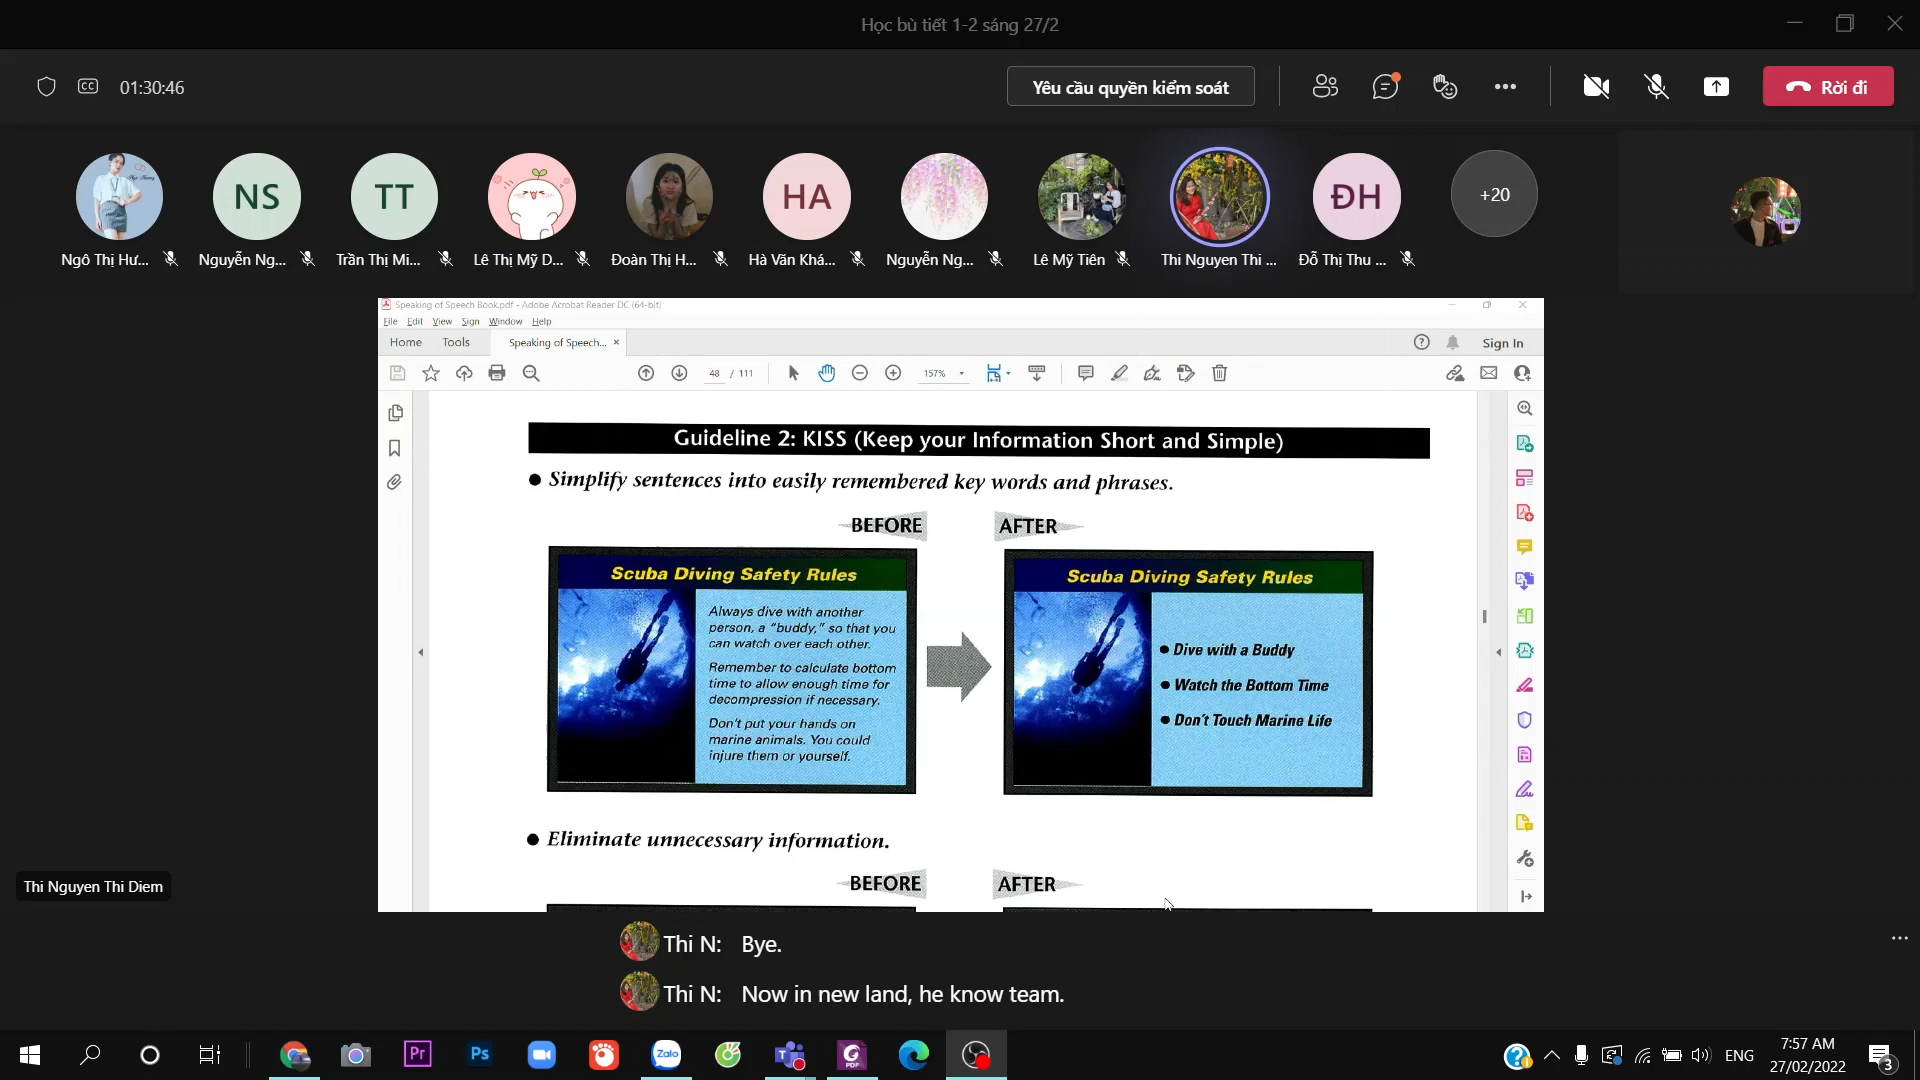 Học bù tiết 1-2 sáng 27/2
CC
01:30:46
Yêu cầu quyền kiểm soát
Rời đi
NS
TT
HA
ĐH
+20
Ngô Thị Hư...
Nguyễn Ng...
Trần Thị Mi...
Lê Thị Mỹ D...
Đoàn Thị H...
Hà Văn Khá...
Nguyễn Ng...
Lê Mỹ Tiên
Thi Nguyen Thi ...
Đỗ Thị Thu ...
Speaking of Speech Book.pdf - Adobe Acrobat Reader DC (64-bit)
File Edit View Sign Window Help
Home Tools Speaking of Speech... ×
Sign In
48 / 111
157%
Guideline 2: KISS (Keep your Information Short and Simple)
● Simplify sentences into easily remembered key words and phrases.
BEFORE
AFTER
Scuba Diving Safety Rules
Always dive with another
person, a "buddy," so that you
can watch over each other.
Remember to calculate bottom
time to allow enough time for
decompression if necessary.
Don't put your hands on
marine animals. You could
injure them or yourself.
Scuba Diving Safety Rules
● Dive with a Buddy
● Watch the Bottom Time
● Don't Touch Marine Life
● Eliminate unnecessary information.
BEFORE
AFTER
Thi Nguyen Thi Diem
Thi N: Bye.
Thi N: Now in new land, he know team.
Pr
Ps
Zalo
PDF
ENG
7:57 AM
27/02/2022
3